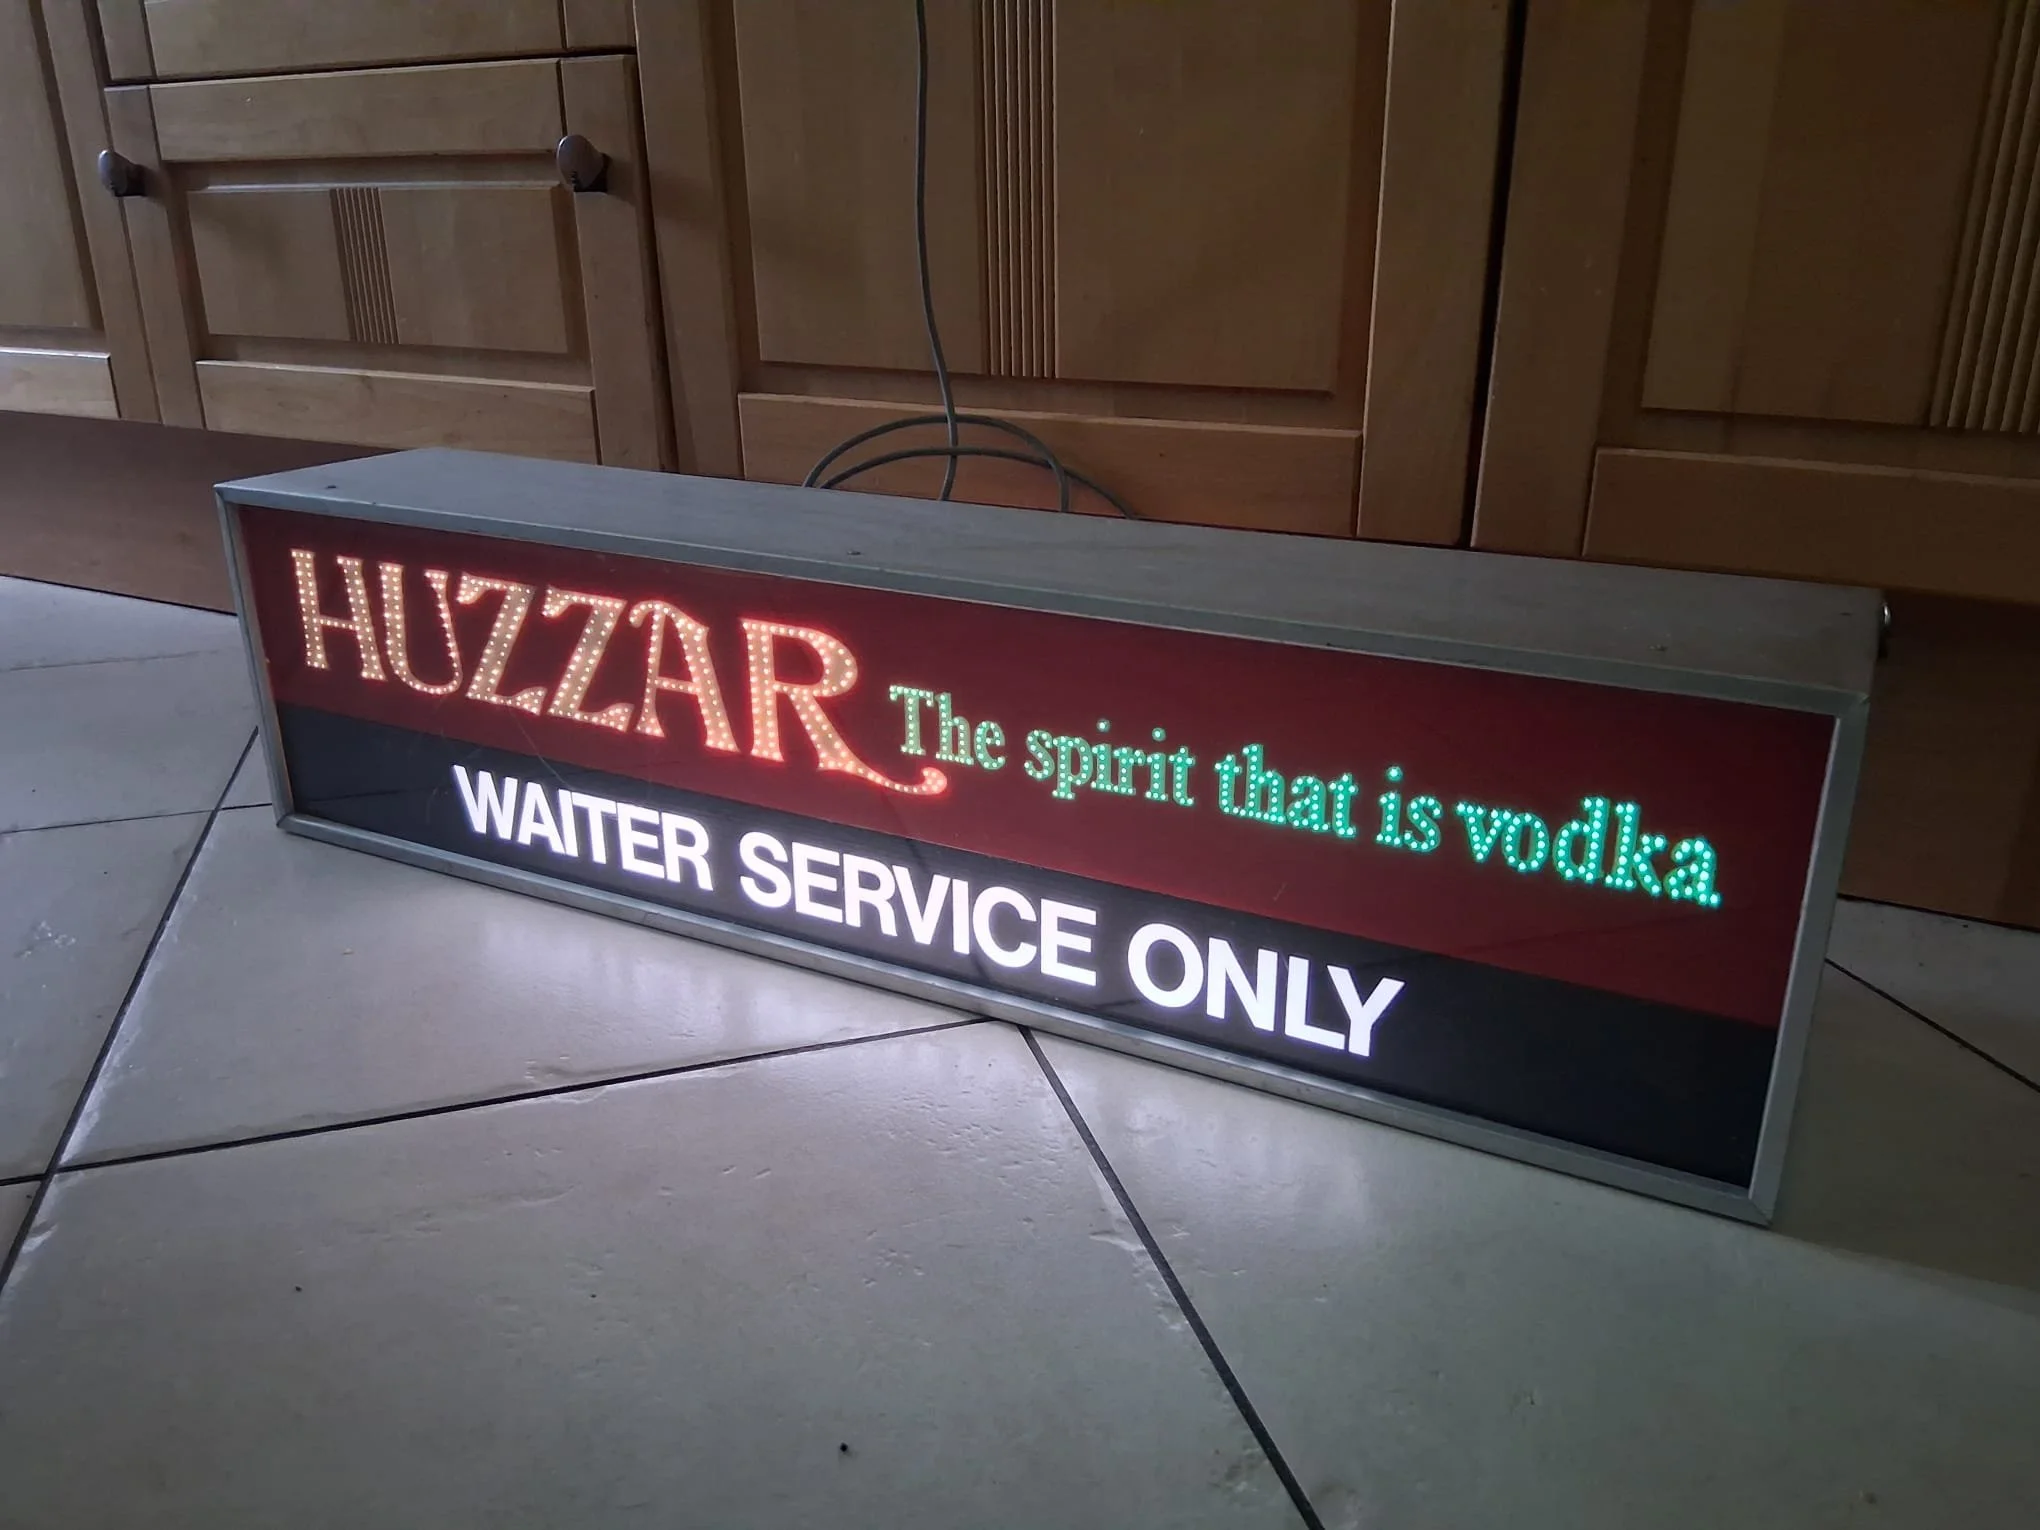 HUZZAR The spirit that is vodka
WAITER SERVICE ONLY